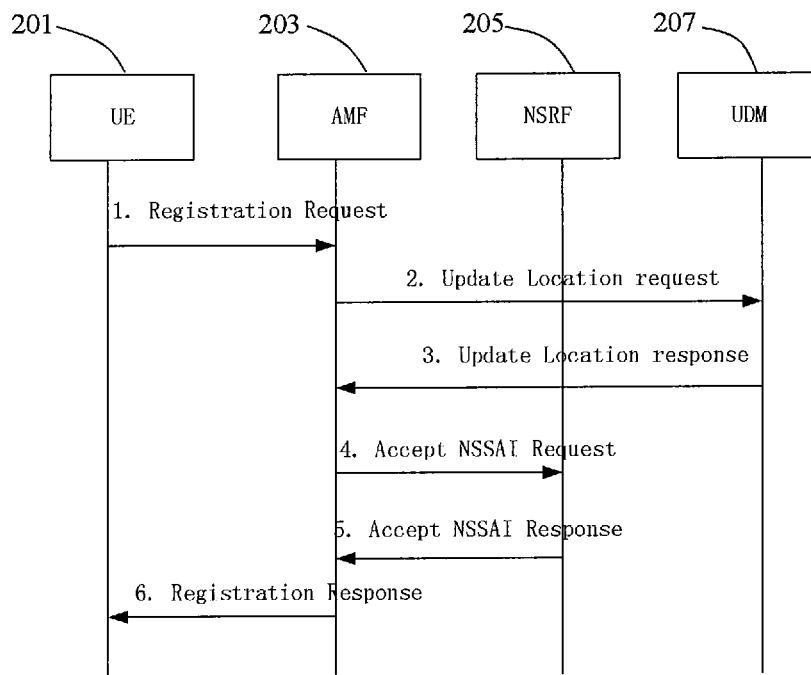 201 203 205 207
UE AMF NSRF UDM
1. Registration Request
2. Update Location request
3. Update Location response
4. Accept NSSAI Request
5. Accept NSSAI Response
6. Registration Response